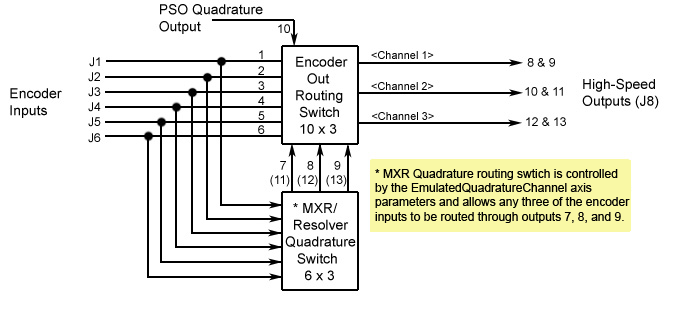 PSO Quadrature
Output
10
J1
J2
J3
J4
J5
J6
Encoder
Inputs
1
2
3
4
5
6
Encoder
Out
Routing
Switch
10 x 3
<Channel 1>
<Channel 2>
<Channel 3>
8 & 9
10 & 11
12 & 13
High-Speed
Outputs (J8)
7 8 9
(11) (12) (13)
* MXR/
Resolver
Quadrature
Switch
6 x 3
* MXR Quadrature routing swtich is controlled
by the EmulatedQuadratureChannel axis
parameters and allows any three of the encoder
inputs to be routed through outputs 7, 8, and 9.